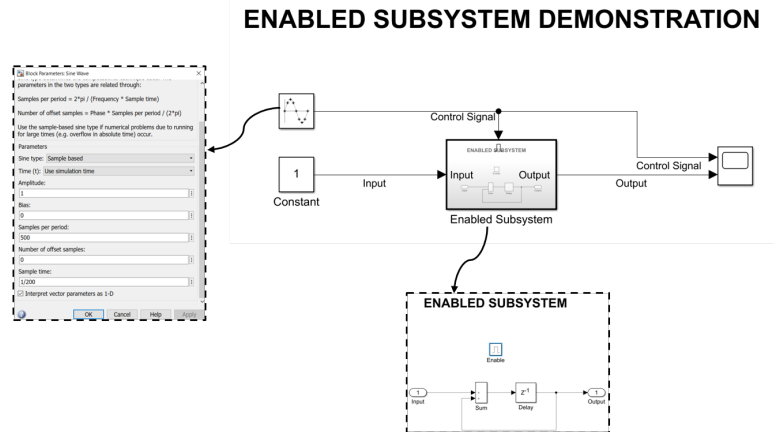 ENABLED SUBSYSTEM DEMONSTRATION
Block Parameters: Sine Wave
parameters in the two types are related through:
Samples per period = 2*pi / (Frequency * Sample time)
Number of offset samples = Phase * Samples per period / (2*pi)
Use the sample-based sine type if numerical problems due to running
for large times (e.g. overflow in absolute time) occur.
Parameters
Sine type: Sample based
Time (t): Use simulation time
Amplitude:
1
Bias:
0
Samples per period:
500
Number of offset samples:
0
Sample time:
1/200
Interpret vector parameters as 1-D
OK Cancel Help Apply
Control Signal
ENABLED SUBSYSTEM
1
Input
Input Output
Output
Control Signal
Constant
Enabled Subsystem
ENABLED SUBSYSTEM
Enable
1
Input
Sum
Z-1
Delay
1
Output